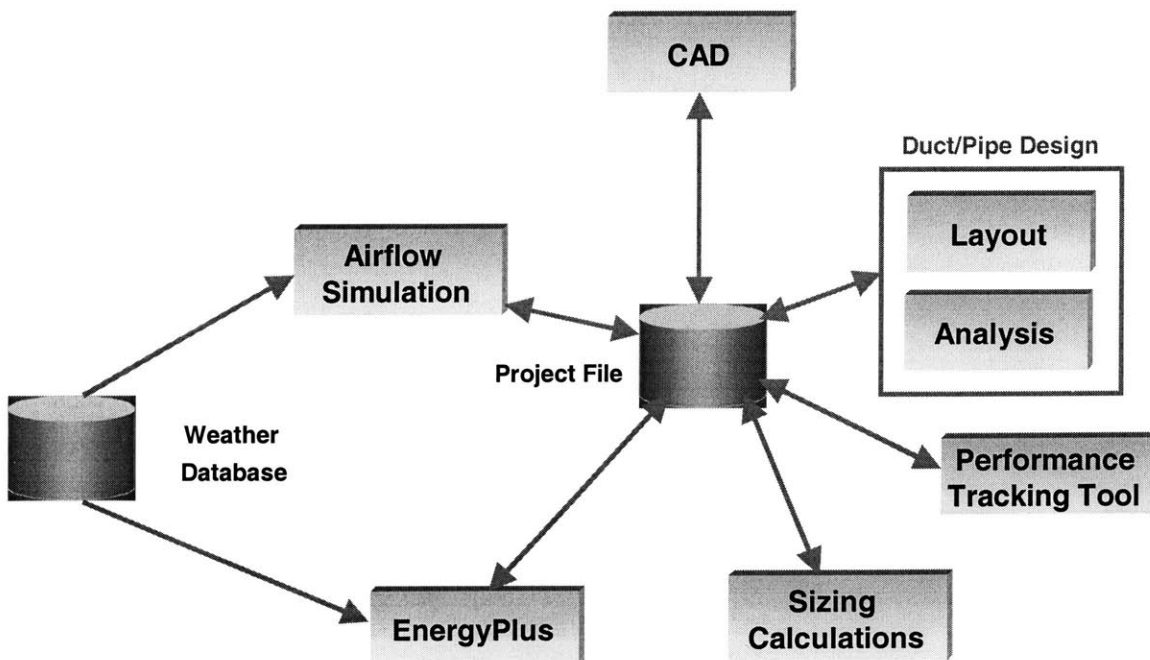 CAD
Duct/Pipe Design
Layout
Airflow
Simulation
Analysis
Project File
Weather
Database
Performance
Tracking Tool
EnergyPlus
Sizing
Calculations